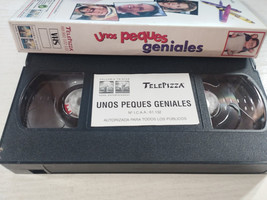 Unos peques
geniales
TELEPIZZA
VHS
TELEPIZZA
UNOS PEQUES GENIALES
AUTORIZADA PARA TODOS LOS PUBLICOS